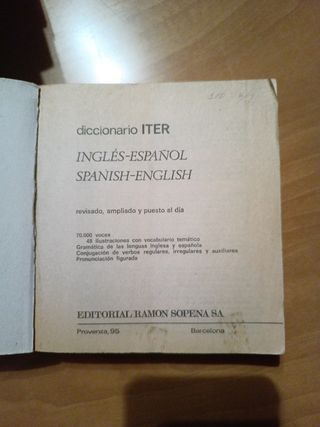 diccionario ITER
INGLÉS-ESPAÑOL
SPANISH-ENGLISH
revisado, ampliado y puesto al día
70.000 voces
48 ilustraciones con vocabulario temático
Gramática de las lenguas inglesa y española
Conjugación de verbos regulares, irregulares y auxiliares
Pronunciación figurada
EDITORIAL RAMON SOPENA SA
Provenza, 95 Barcelona